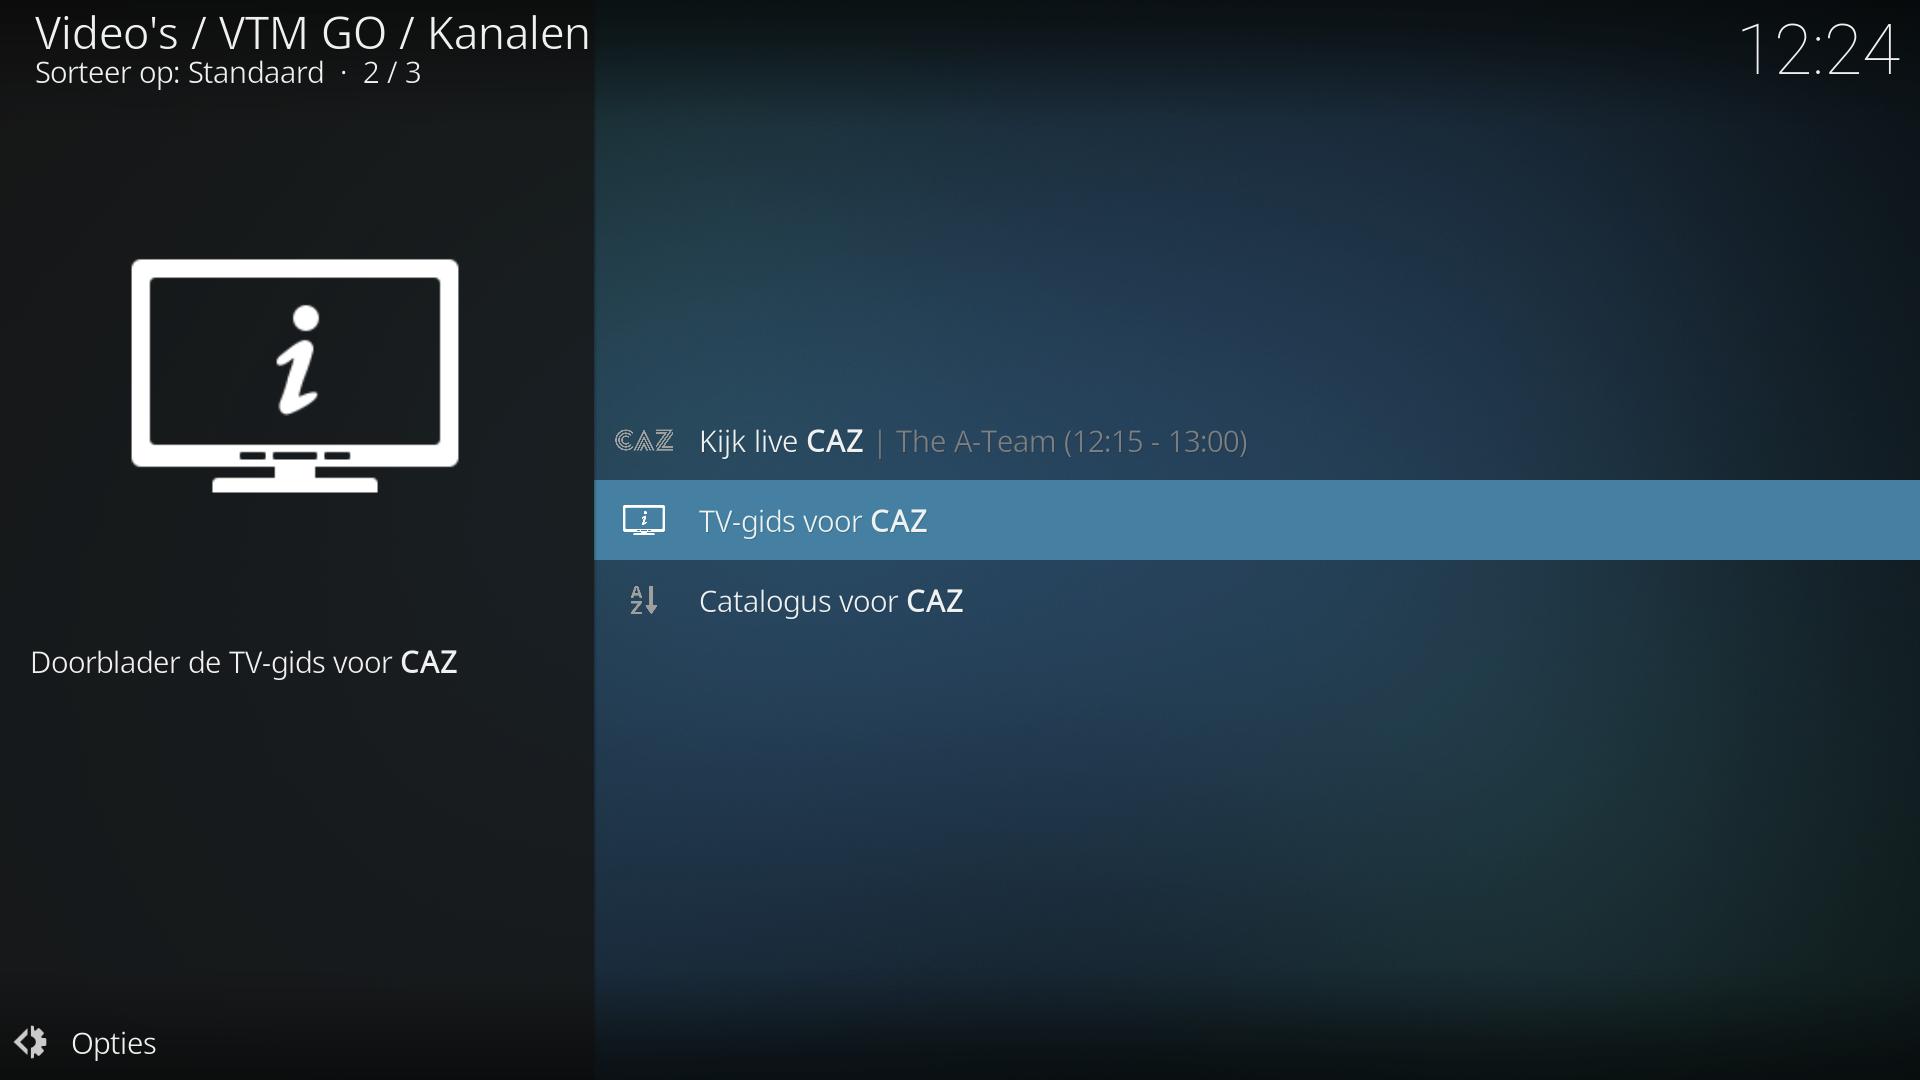 Video's / VTM GO / Kanalen
Sorteer op: Standaard · 2 / 3
12:24
CAZ Kijk live CAZ | The A-Team (12:15 - 13:00)
i TV-gids voor CAZ
A Z Catalogus voor CAZ
i
Doorblader de TV-gids voor CAZ
Opties